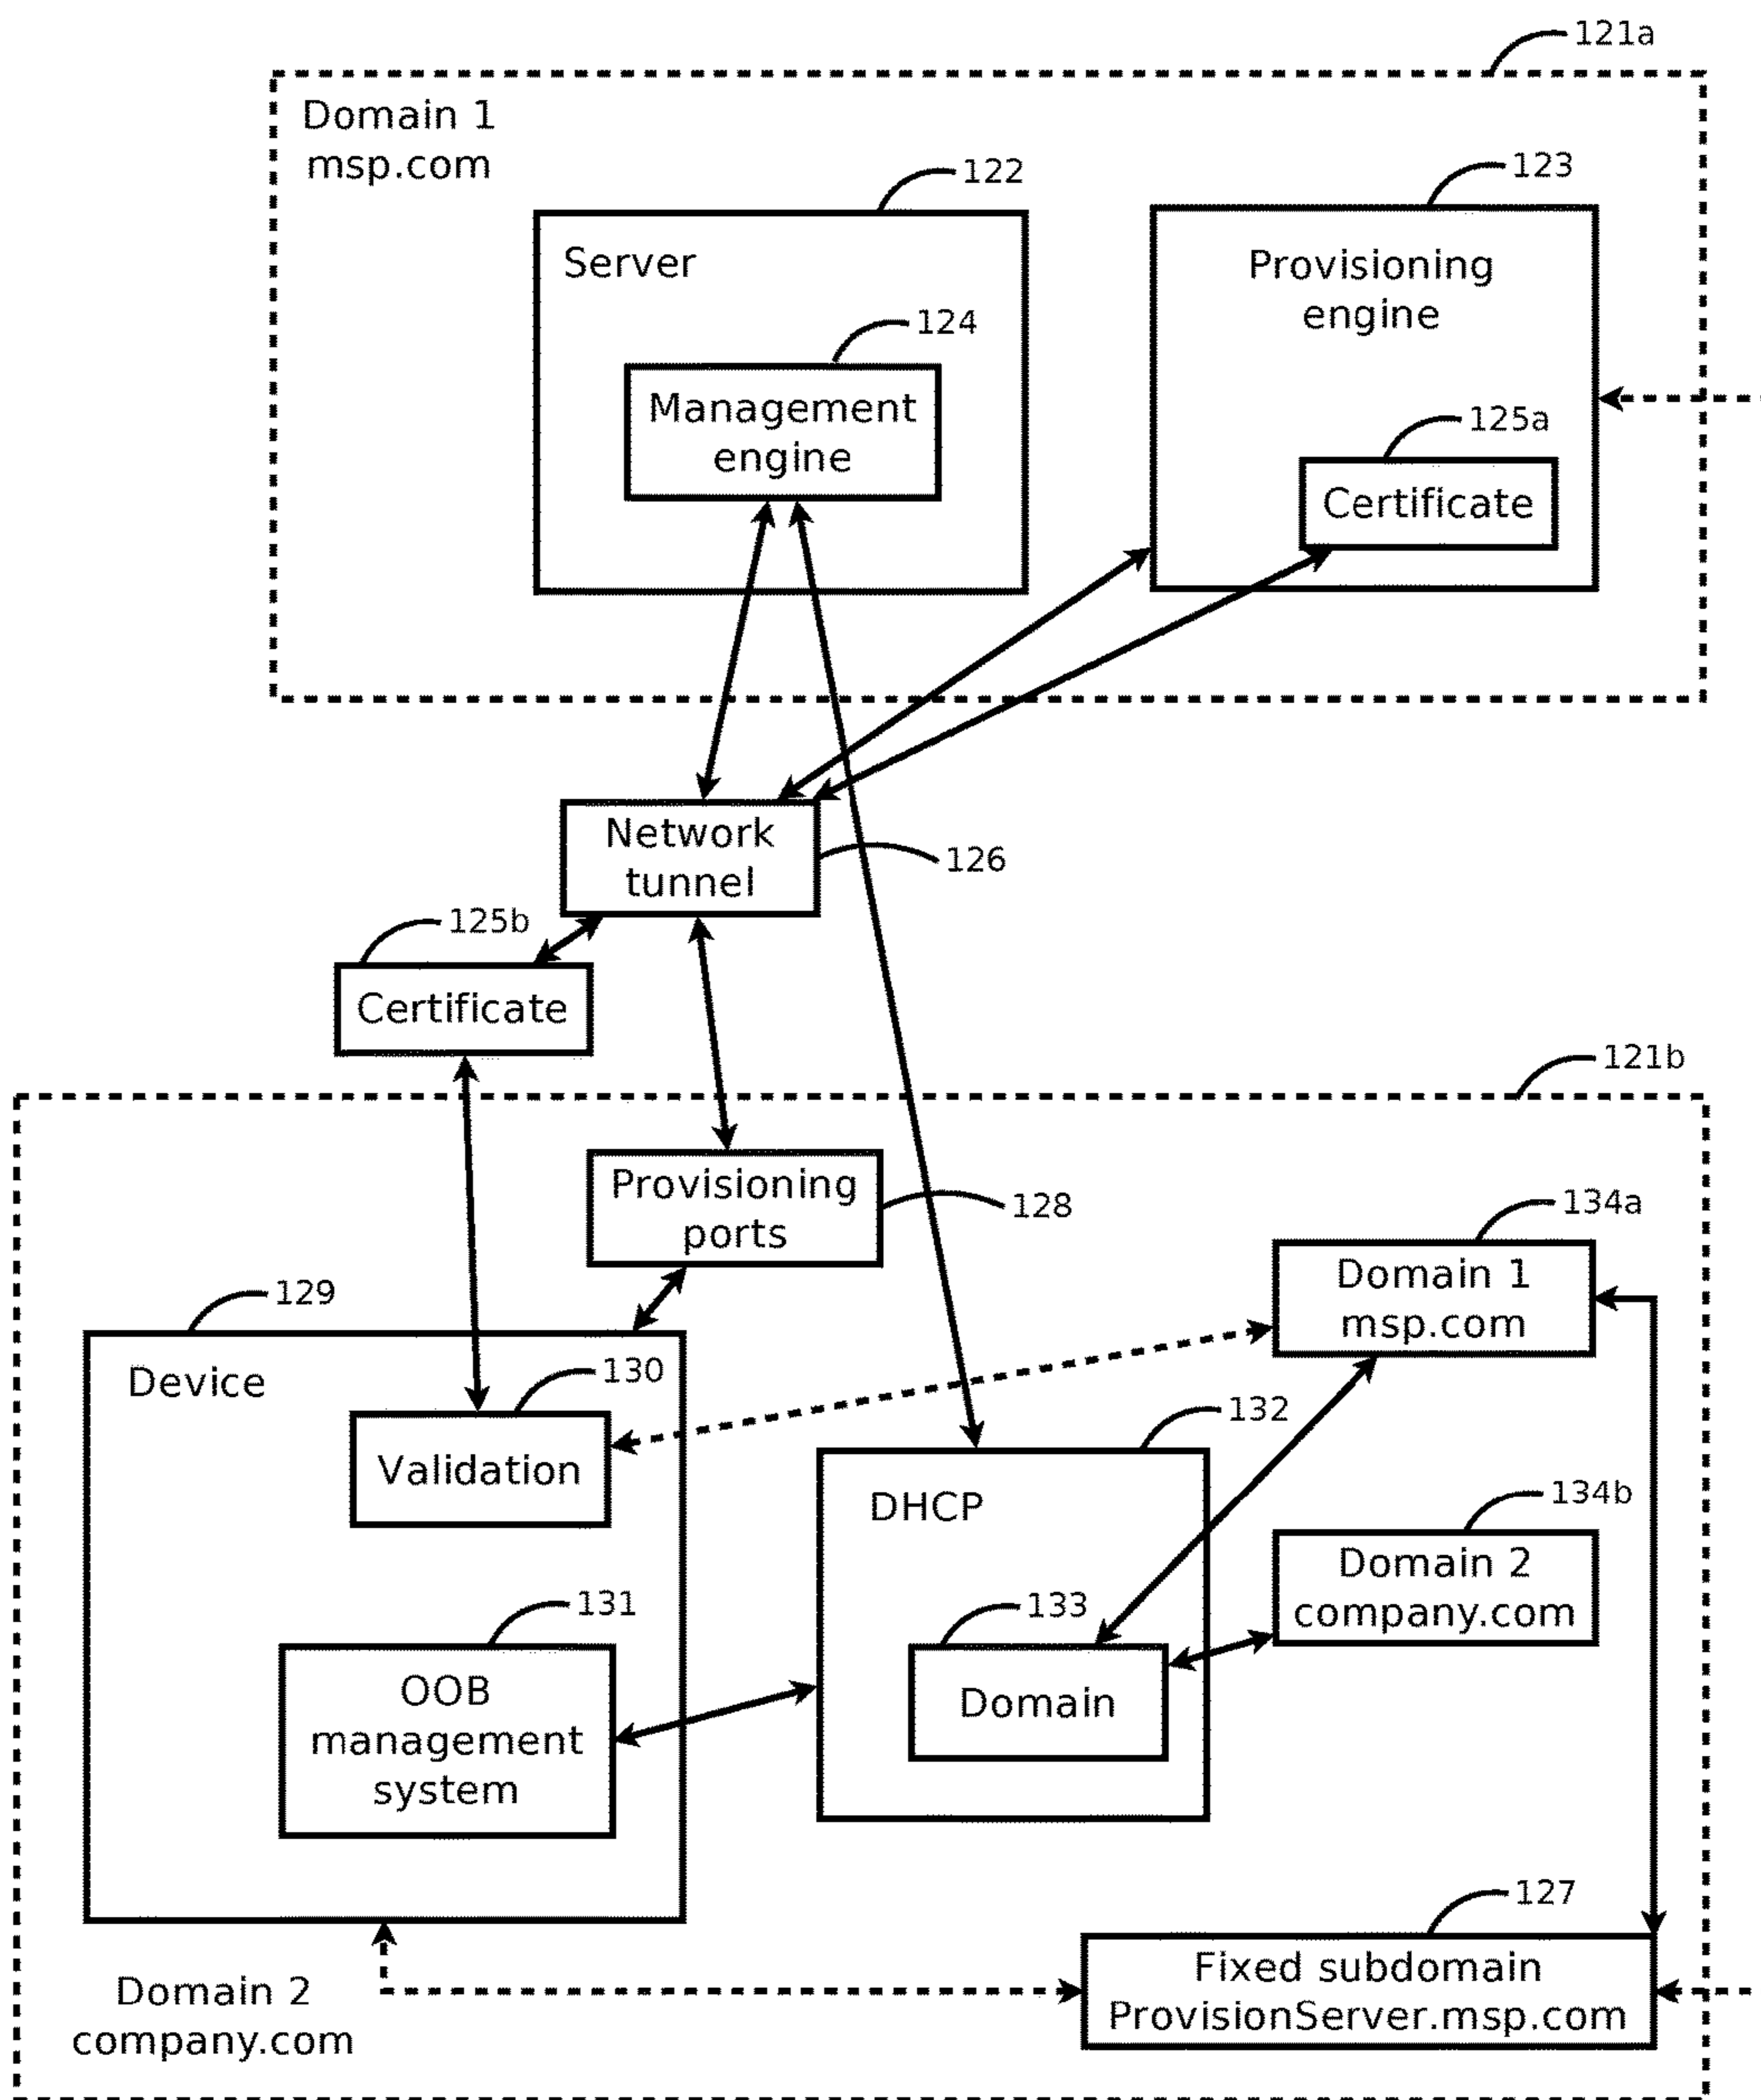 121a
Domain 1
msp.com
122
123
Server
Provisioning
engine
124
Management
engine
125a
Certificate
Network
tunnel
126
125b
Certificate
121b
Provisioning
ports
128
134a
Domain 1
msp.com
129
Device
130
Validation
132
DHCP
134b
Domain 2
company.com
131
OOB
management
system
133
Domain
127
Fixed subdomain
ProvisionServer.msp.com
Domain 2
company.com